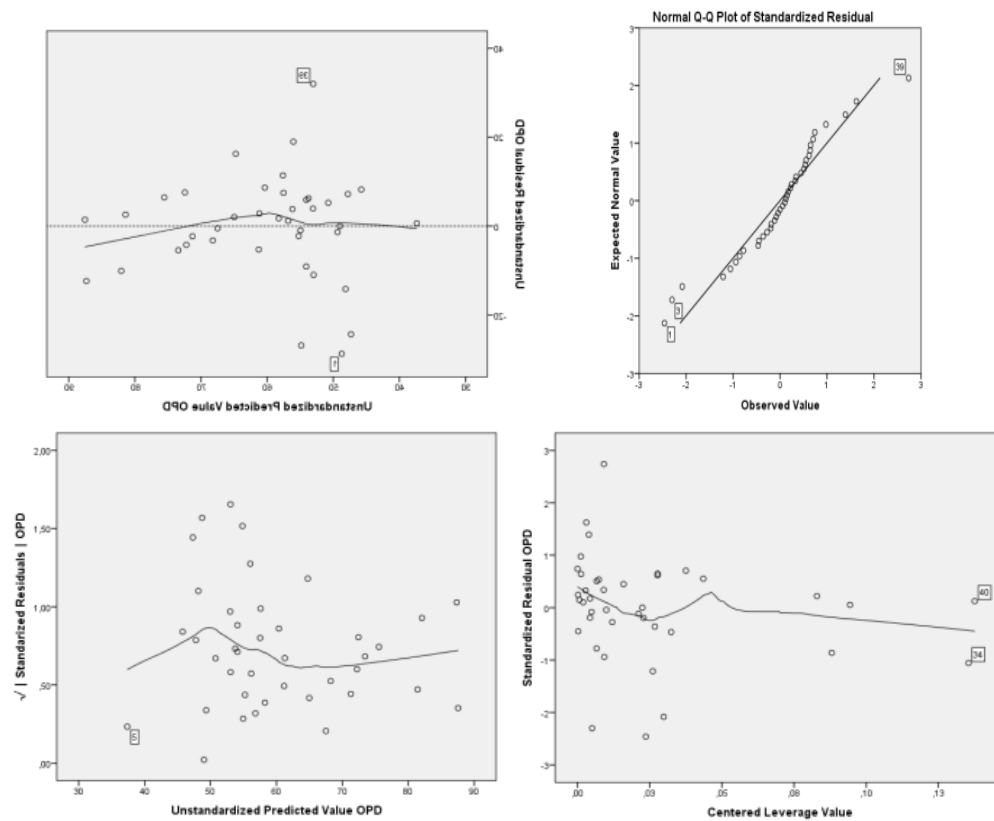 Normal Q-Q Plot of Standardized Residual
40
20
0
-20
Unstandardized Residual OPD
39
1
90 80 70 60 50 40 30
Unstandardized Predicted Value OPD
Expected Normal Value
3
2
1
0
-1
-2
-3
39
3
1
-3 -2 -1 0 1 2 3
Observed Value
√ | Standarized Residuals | OPD
2,00
1,50
1,00
,50
,00
5
30 40 50 60 70 80 90
Unstandardized Predicted Value OPD
Standardized Residual OPD
3
2
1
0
-1
-2
-3
40
34
,00 ,03 ,05 ,08 ,10 ,13
Centered Leverage Value